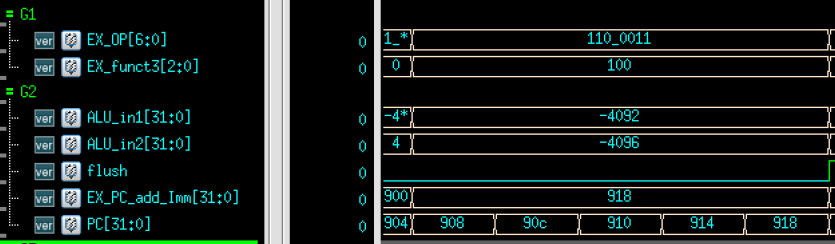 = G1
ver EX_OP[6:0] 0 1_* 110_0011
ver EX_funct3[2:0] 0 0 100
= G2
ver ALU_in1[31:0] 0 -4* -4092
ver ALU_in2[31:0] 0 4 -4096
ver flush 0
ver EX_PC_add_Imm[31:0] 0 900 918
ver PC[31:0] 0 904 908 90c 910 914 918